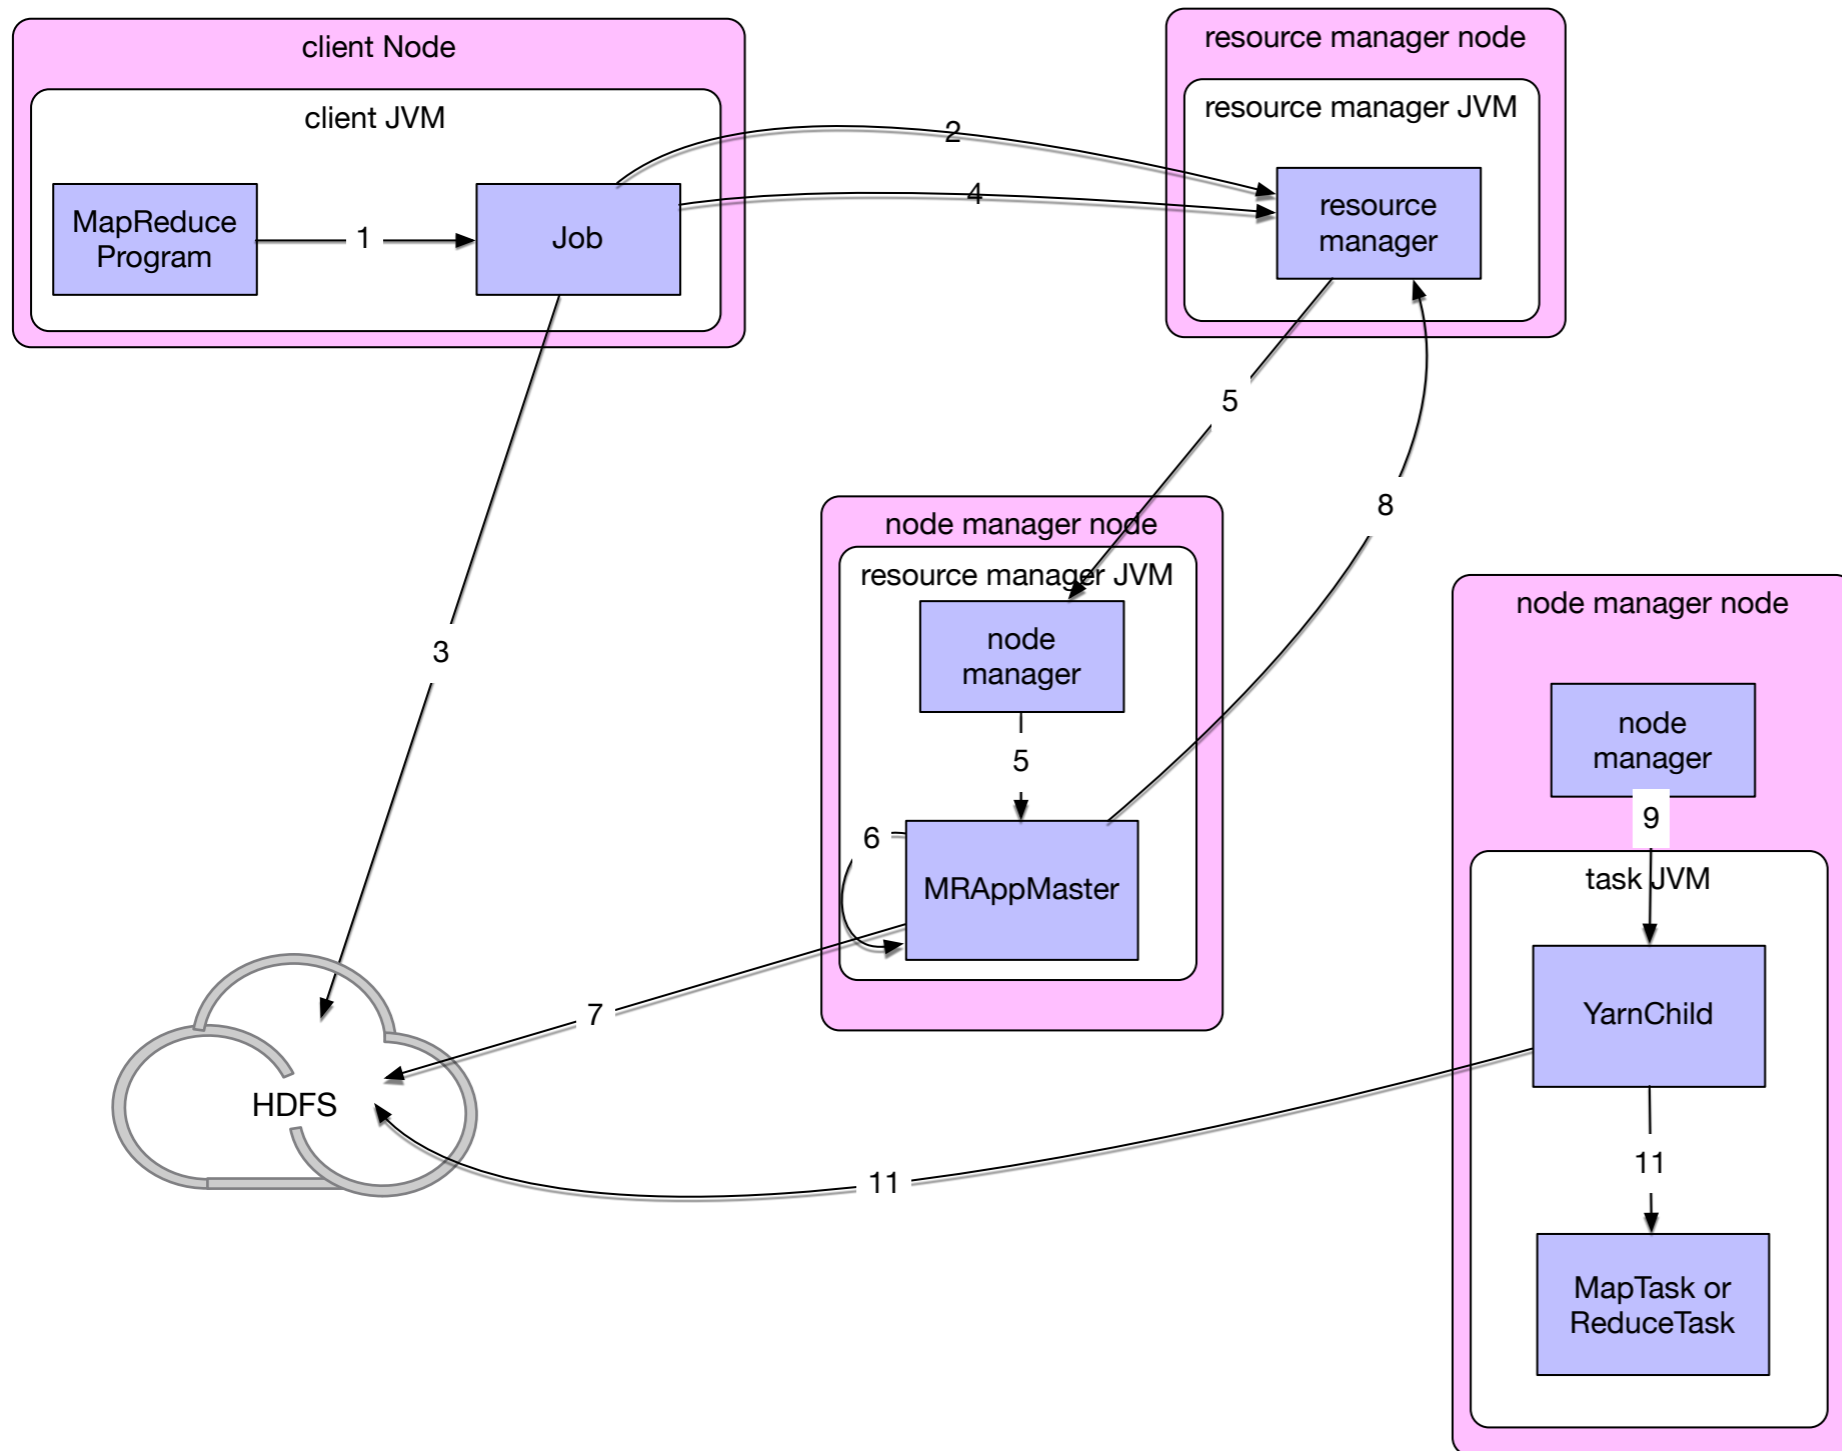 client Node
client JVM
MapReduce
Program
1
Job
2
4
resource manager node
resource manager JVM
resource
manager
3
5
8
node manager node
resource manager JVM
node
manager
5
6
MRAppMaster
7
HDFS
11
node manager node
node
manager
9
task JVM
YarnChild
11
MapTask or
ReduceTask